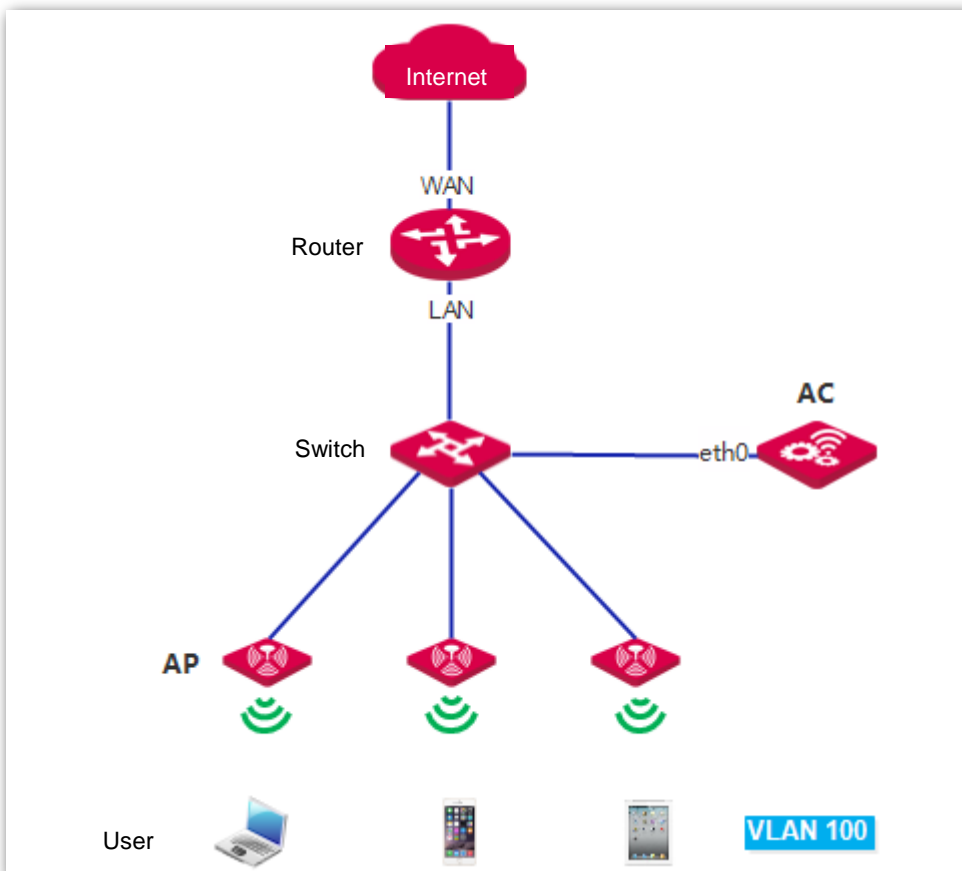 Internet
WAN
Router
LAN
AC
Switch
eth0
AP
User
VLAN 100